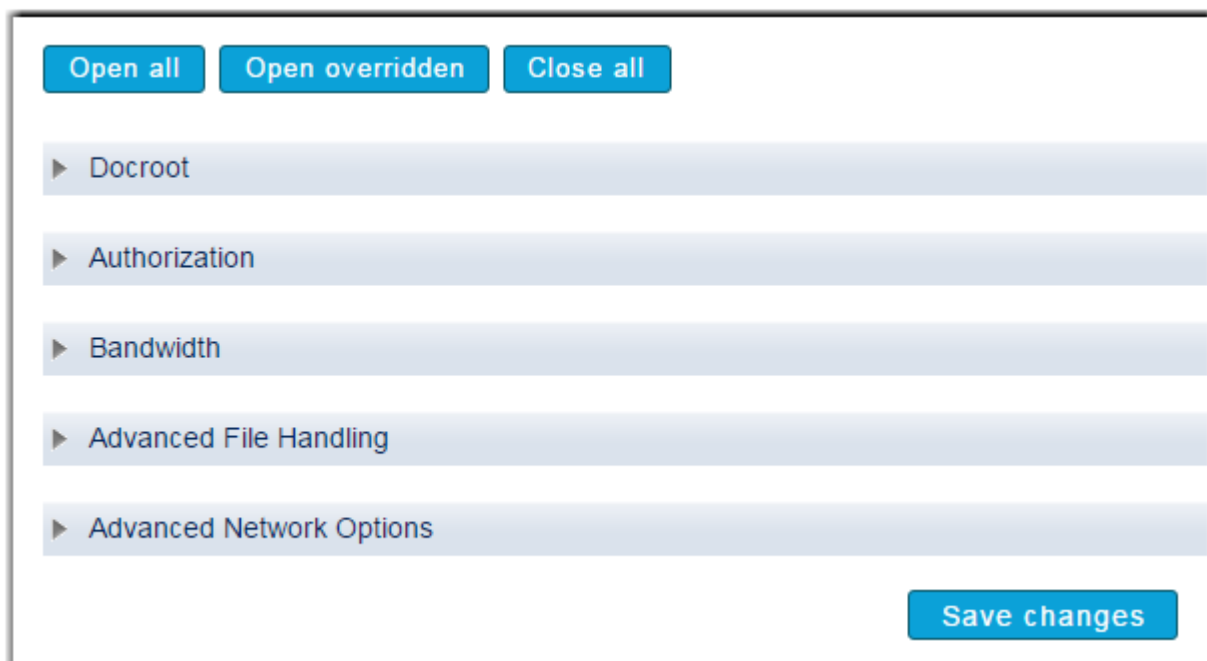 Open all Open overridden Close all
Docroot
Authorization
Bandwidth
Advanced File Handling
Advanced Network Options
Save changes